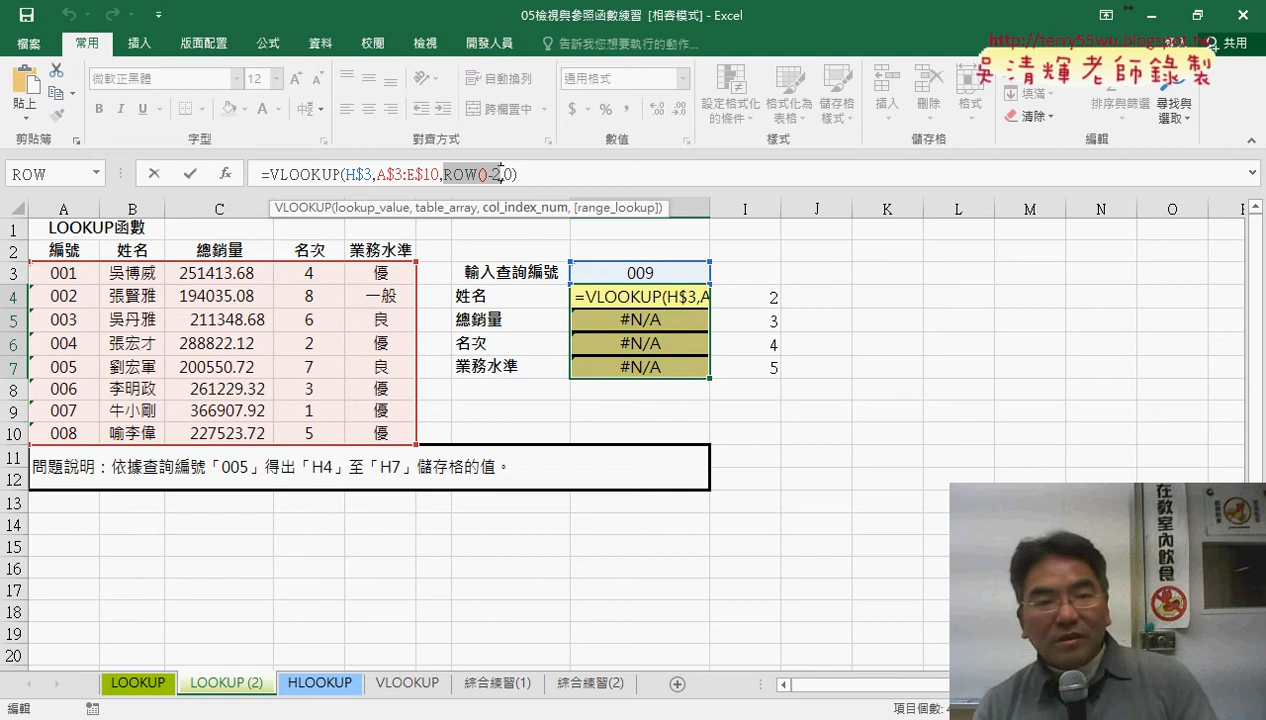 05檢視與參照函數練習 [相容模式] - Excel
檔案 常用 插入 版面配置 公式 資料 校閱 檢視 開發人員 告訴我您想要執行的動作... 共用
http://terry55wu.blogspot.tw
吳清輝老師錄製
貼上 微軟正黑體 12 自動換列 通用格式 設定格式化的條件 格式化為表格 儲存格樣式 插入 刪除 格式 填滿 排序與篩選 尋找與選取
B I U 中 跨欄置中 $ % , 清除
剪貼簿 字型 對齊方式 數值 樣式 儲存格 編輯
ROW fx =VLOOKUP(H$3,A$3:E$10,ROW()-2,0)
VLOOKUP(lookup_value, table_array, col_index_num, [range_lookup])
A B C I J K L M N O
1 LOOKUP函數
2 編號 姓名 總銷量 名次 業務水準
3 001 吳博威 251413.68 4 優 輸入查詢編號 009
4 002 張賢雅 194035.08 8 一般 姓名 =VLOOKUP(H$3,A 2
5 003 吳丹雅 211348.68 6 良 總銷量 #N/A 3
6 004 張宏才 288822.12 2 優 名次 #N/A 4
7 005 劉宏軍 200550.72 7 良 業務水準 #N/A 5
8 006 李明政 261229.32 3 優
9 007 牛小剛 366907.92 1 優
10 008 喻李偉 227523.72 5 優
11
問題說明：依據查詢編號「005」得出「H4」至「H7」儲存格的值。
12
13
14
15
16
17
18
19
20
在教室內飲食
LOOKUP LOOKUP (2) HLOOKUP VLOOKUP 綜合練習(1) 綜合練習(2)
編輯 項目個數: